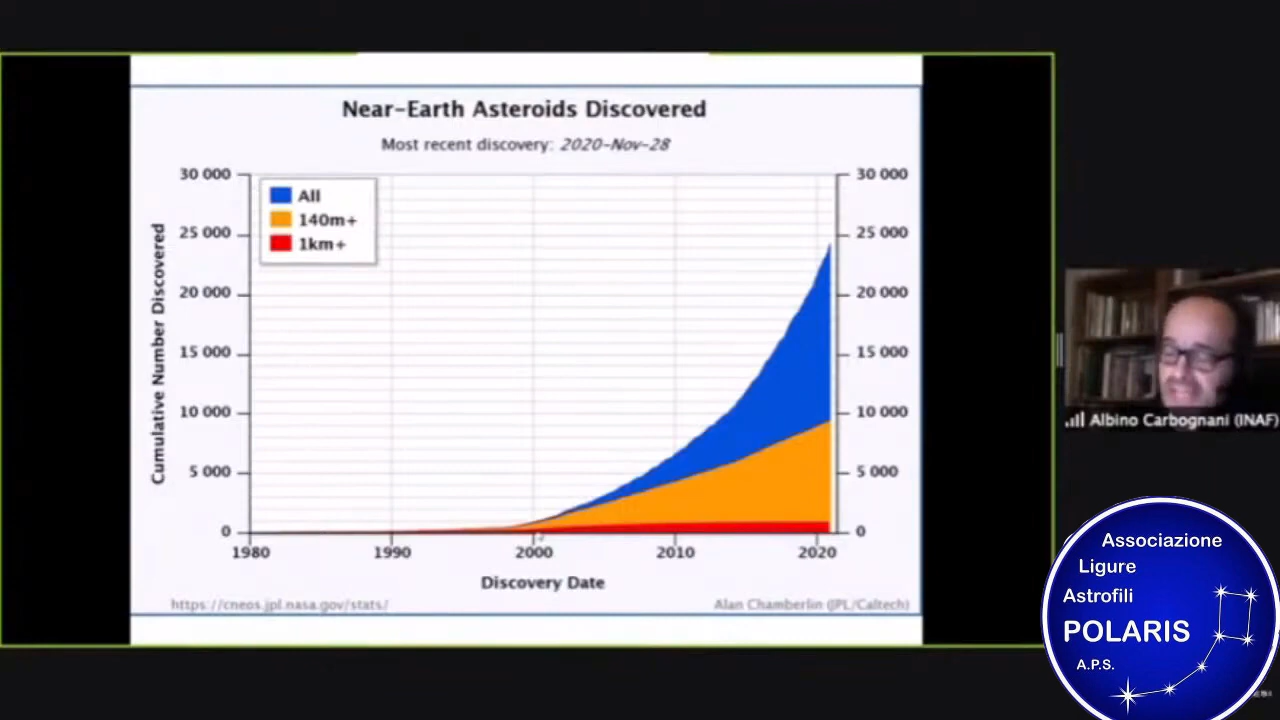 Near-Earth Asteroids Discovered
Most recent discovery: 2020-Nov-28
30 000
25 000
20 000
15 000
10 000
5 000
0
Cumulative Number Discovered
All
140m+
1km+
30 000
25 000
20 000
15 000
10 000
5 000
0
1980
1990
2000
2010
2020
Discovery Date
https://cneos.jpl.nasa.gov/stats/
Alan Chamberlin (JPL/Caltech)
Albino Carbognani (INAF)
Associazione
Ligure
Astrofili
POLARIS
A.P.S.